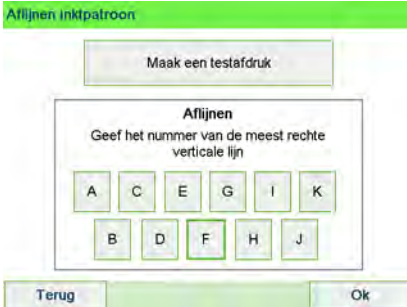 Aflijnen inktpatroon
Maak een testafdruk
Aflijnen
Geef het nummer van de meest rechte
verticale lijn
A C E G I K
B D F H J
Terug Ok